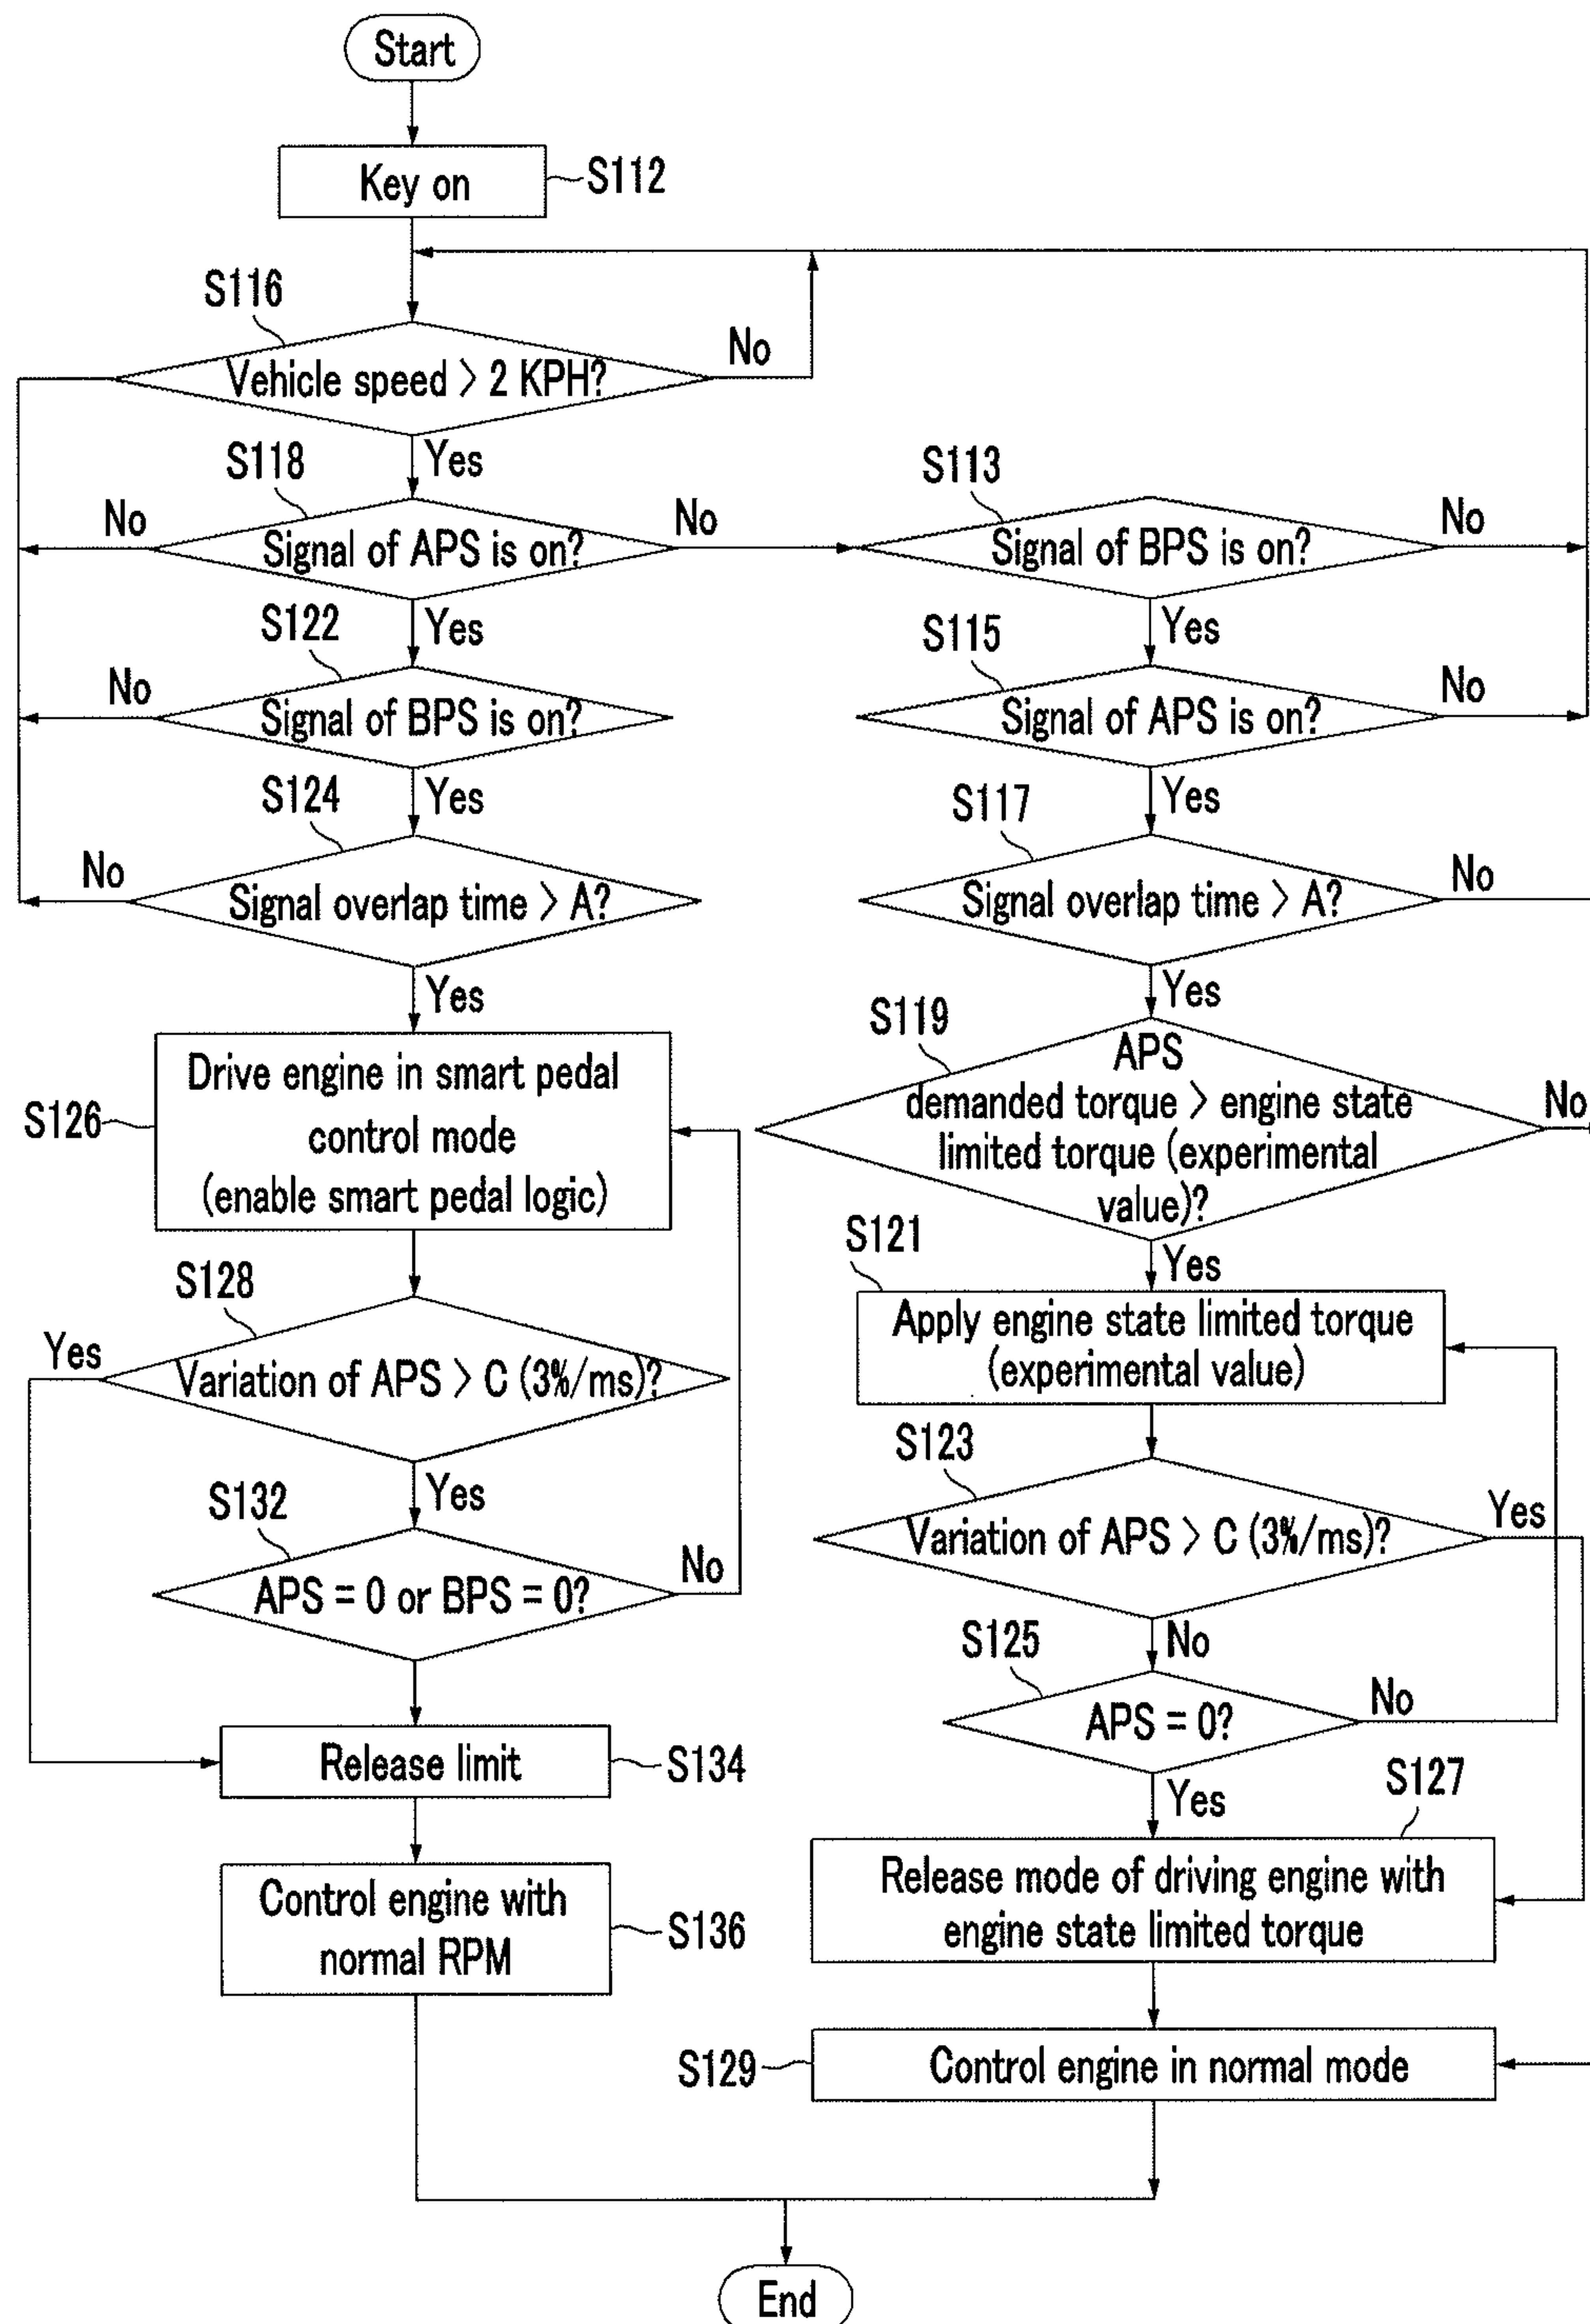 Start
Key on
S112
S116
Vehicle speed > 2 KPH?
No
Yes
S118
No
Signal of APS is on?
No
Yes
S113
Signal of BPS is on?
No
Yes
S122
No
Signal of BPS is on?
Yes
S115
Signal of APS is on?
No
Yes
S124
No
Signal overlap time > A?
Yes
S117
Signal overlap time > A?
No
Yes
S126
Drive engine in smart pedal
control mode
(enable smart pedal logic)
S119
APS
demanded torque > engine state
limited torque (experimental
value)?
No
Yes
S128
Yes
Variation of APS > C (3%/ms)?
Yes
S121
Apply engine state limited torque
(experimental value)
S132
APS = 0 or BPS = 0?
No
S123
Variation of APS > C (3%/ms)?
Yes
No
S125
APS = 0?
No
Yes
Release limit
S134
S127
Release mode of driving engine with
engine state limited torque
Control engine with
normal RPM
S136
S129
Control engine in normal mode
End